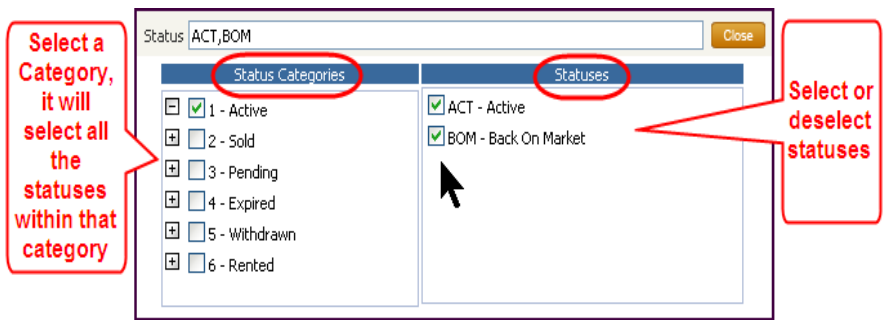 Select a
Category,
it will
select all
the
statuses
within that
category
Status ACT,BOM Close
Status Categories
1 - Active
2 - Sold
3 - Pending
4 - Expired
5 - Withdrawn
6 - Rented
Statuses
ACT - Active
BOM - Back On Market
Select or
deselect
statuses